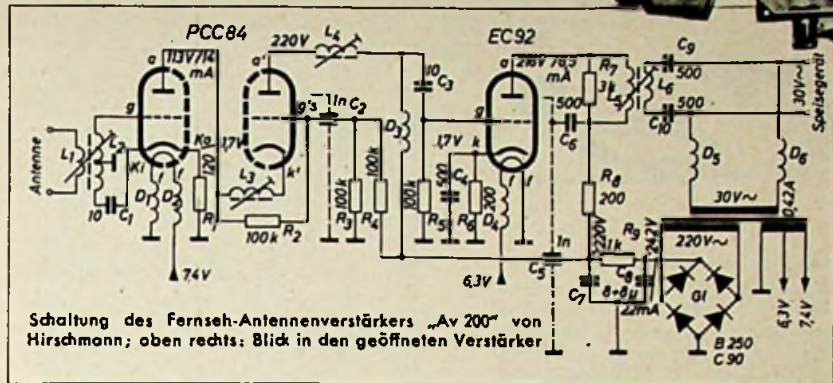 PCC84
EC92
a
113V/14
mA
a'
220V
L4
10
C3
a
216V/8,5
mA
R7
3k
L5
L6
C9
500
500
C10
30V~
Speisegerät
Antenne
L1
L2
g
Kl
Ka
1,7V
10
C1
D1
f
f
D2
120
R1
7,4V
L3
k'
g's
1n C2
100k
R2
R3
100k
R4
100k
D3
g
1,7V
k
C4
500
R5
100k
R6
200
D4
f
f
6,3V
500
C6
R8
200
1n
C5
220V
R9
1k
C7
C8
8+8µ
22mA
242V
D5
D6
30V~
0,42A
220V~
Gl
B 250
C 90
6,3V
7,4V
Schaltung des Fernseh-Antennenverstärkers „Av 200" von
Hirschmann; oben rechts: Blick in den geöffneten Verstärker